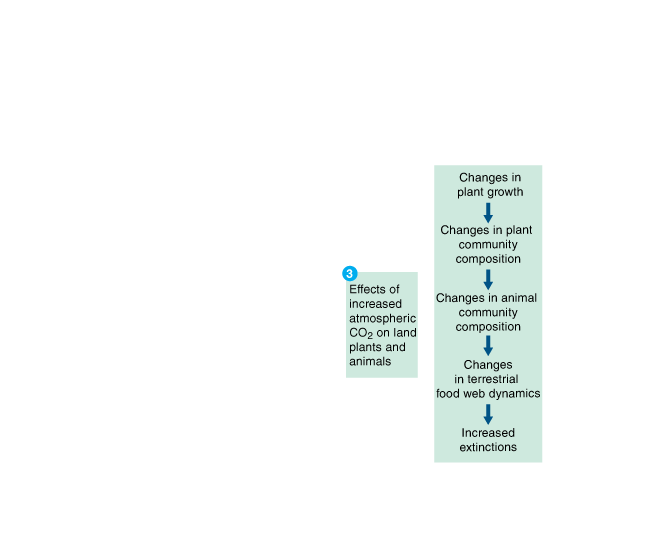 3
Effects of
increased
atmospheric
CO₂ on land
plants and
animals
Changes in
plant growth
Changes in plant
community
composition
Changes in animal
community
composition
Changes
in terrestrial
food web dynamics
Increased
extinctions